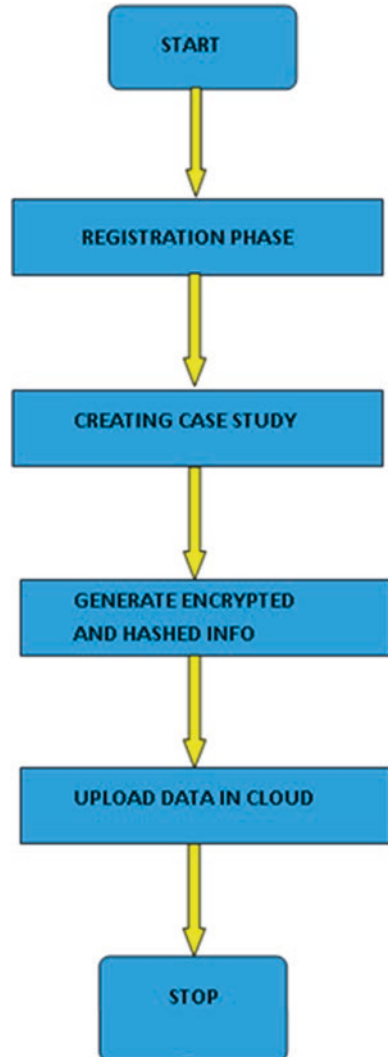 START
REGISTRATION PHASE
CREATING CASE STUDY
GENERATE ENCRYPTED
AND HASHED INFO
UPLOAD DATA IN CLOUD
STOP